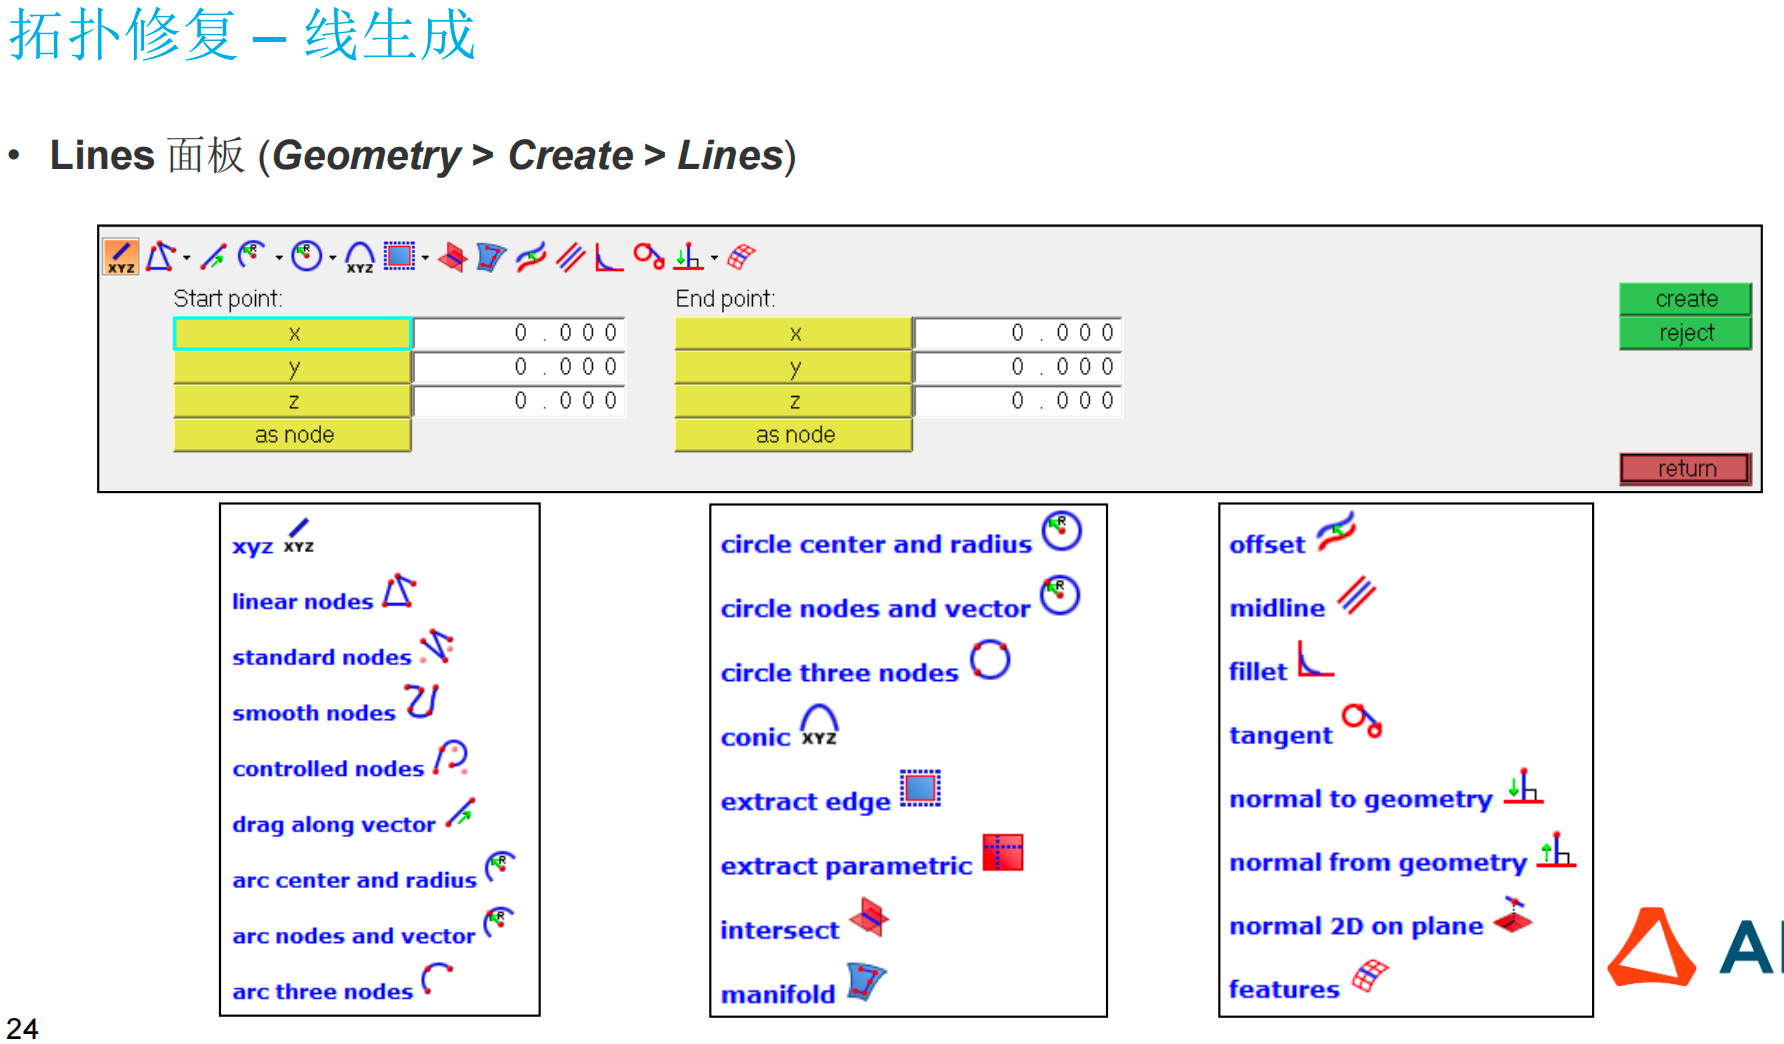 拓扑修复 – 线生成
• Lines 面板 (Geometry > Create > Lines)
XYZ R R XYZ
Start point: End point:
x 0.000 x 0.000 create
y 0.000 y 0.000 reject
z 0.000 z 0.000
as node as node
return
xyz XYZ
linear nodes
standard nodes
smooth nodes
controlled nodes
drag along vector
arc center and radius R
arc nodes and vector R
arc three nodes
circle center and radius R
circle nodes and vector R
circle three nodes
conic XYZ
extract edge
extract parametric
intersect
manifold
offset
midline
fillet
tangent
normal to geometry
normal from geometry
normal 2D on plane
features
24